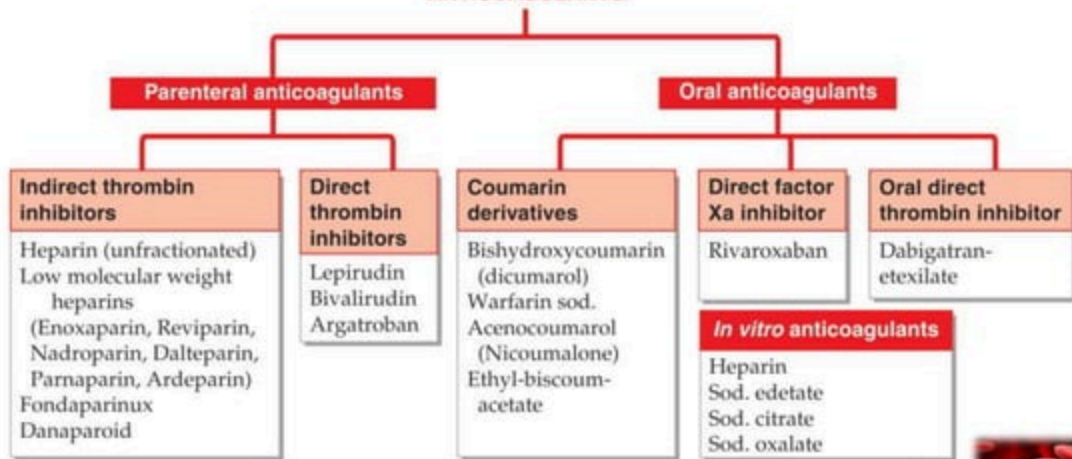 Parenteral anticoagulants
Oral anticoagulants
Indirect thrombin
inhibitors
Heparin (unfractionated)
Low molecular weight
heparins
(Enoxaparin, Reviparin,
Nadroparin, Dalteparin,
Parnaparin, Ardeparin)
Fondaparinux
Danaparoid
Direct
thrombin
inhibitors
Lepirudin
Bivalirudin
Argatroban
Coumarin
derivatives
Bishydroxycoumarin
(dicumarol)
Warfarin sod.
Acenocoumarol
(Nicoumalone)
Ethyl-biscoum-
acetate
Direct factor
Xa inhibitor
Rivaroxaban
Oral direct
thrombin inhibitor
Dabigatran-
etexilate
In vitro anticoagulants
Heparin
Sod. edetate
Sod. citrate
Sod. oxalate